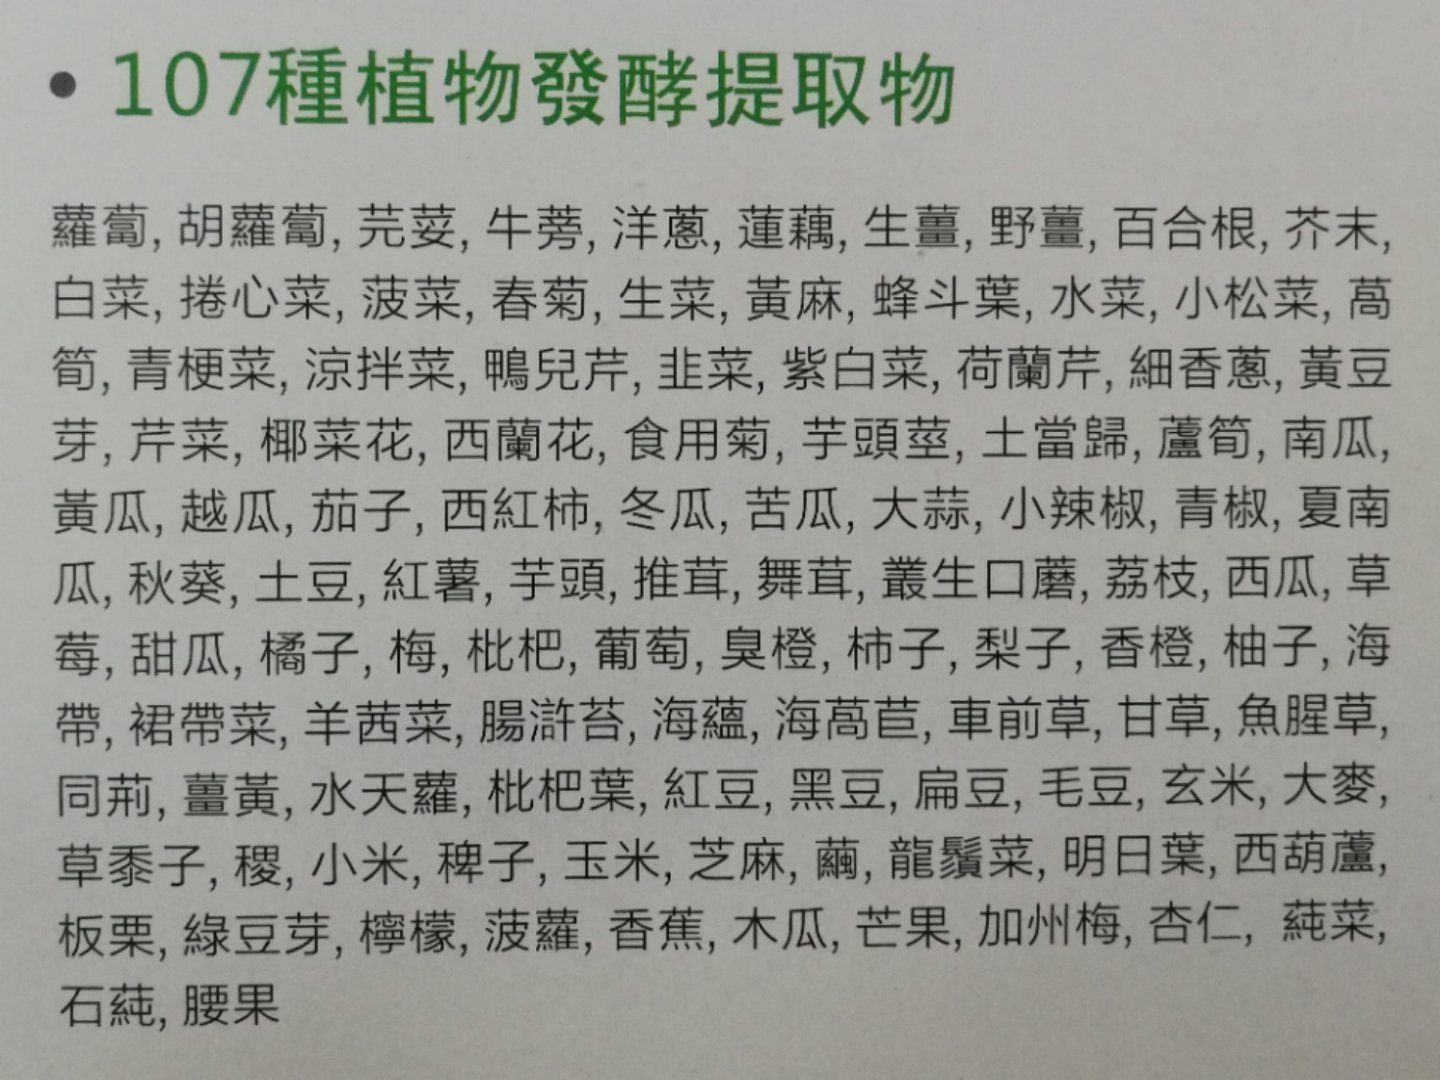 • 107種植物發酵提取物
蘿蔔, 胡蘿蔔, 芫荽, 牛蒡, 洋蔥, 蓮藕, 生薑, 野薑, 百合根, 芥末,
白菜, 捲心菜, 菠菜, 春菊, 生菜, 黃麻, 蜂斗葉, 水菜, 小松菜, 萵
筍, 青梗菜, 涼拌菜, 鴨兒芹, 韭菜, 紫白菜, 荷蘭芹, 細香蔥, 黃豆
芽, 芹菜, 椰菜花, 西蘭花, 食用菊, 芋頭莖, 土當歸, 蘆筍, 南瓜,
黃瓜, 越瓜, 茄子, 西紅柿, 冬瓜, 苦瓜, 大蒜, 小辣椒, 青椒, 夏南
瓜, 秋葵, 土豆, 紅薯, 芋頭, 推茸, 舞茸, 叢生口蘑, 荔枝, 西瓜, 草
莓, 甜瓜, 橘子, 梅, 枇杷, 葡萄, 臭橙, 柿子, 梨子, 香橙, 柚子, 海
帶, 裙帶菜, 羊茜菜, 腸滸苔, 海蘊, 海萵苣, 車前草, 甘草, 魚腥草,
同荊, 薑黃, 水天蘿, 枇杷葉, 紅豆, 黑豆, 扁豆, 毛豆, 玄米, 大麥,
草黍子, 稷, 小米, 稗子, 玉米, 芝麻, 繭, 龍鬚菜, 明日葉, 西葫蘆,
板栗, 綠豆芽, 檸檬, 菠蘿, 香蕉, 木瓜, 芒果, 加州梅, 杏仁, 蒓菜,
石蒓, 腰果